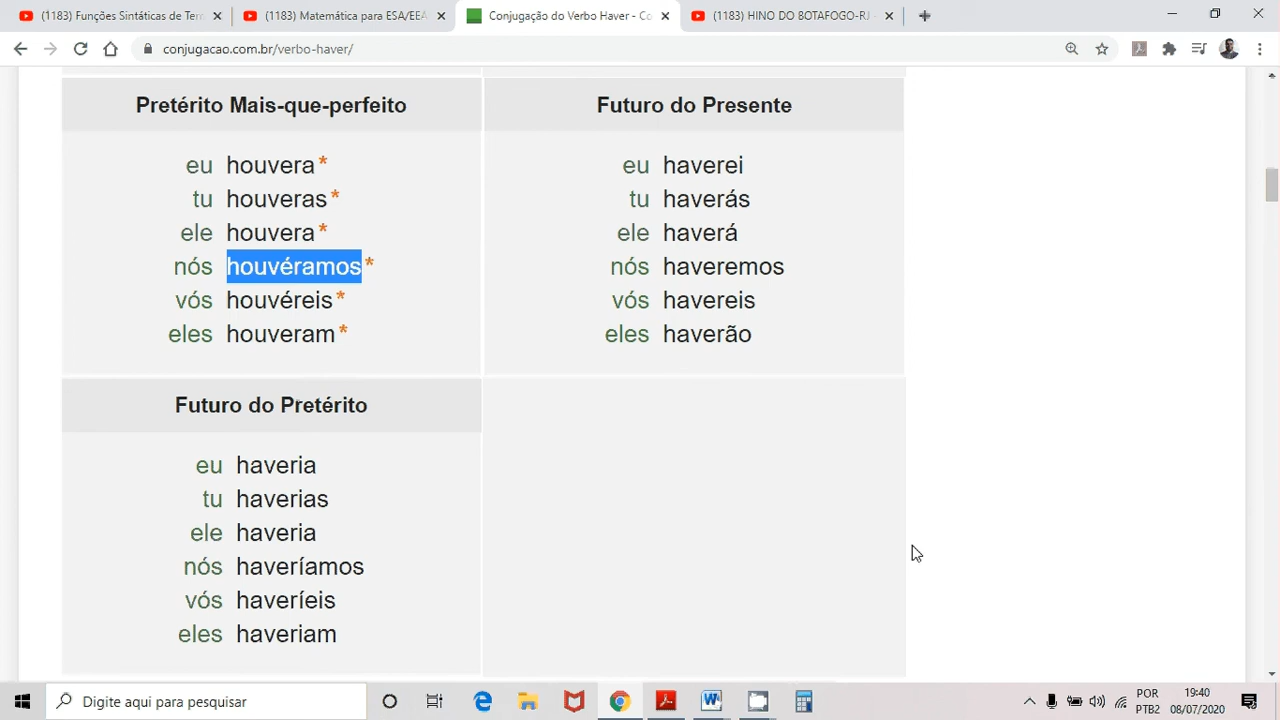 (1183) Funções Sintáticas de Ter
(1183) Matemática para ESA/EEA
Conjugação do Verbo Haver - Co
(1183) HINO DO BOTAFOGO-RJ -
conjugacao.com.br/verbo-haver/
Pretérito Mais-que-perfeito
eu houvera*
tu houveras*
ele houvera*
nós houvéramos*
vós houvéreis*
eles houveram*
Futuro do Presente
eu haverei
tu haverás
ele haverá
nós haveremos
vós havereis
eles haverão
Futuro do Pretérito
eu haveria
tu haverias
ele haveria
nós haveríamos
vós haveríeis
eles haveriam
Digite aqui para pesquisar
POR
PTB2
9:40
08/07/2020